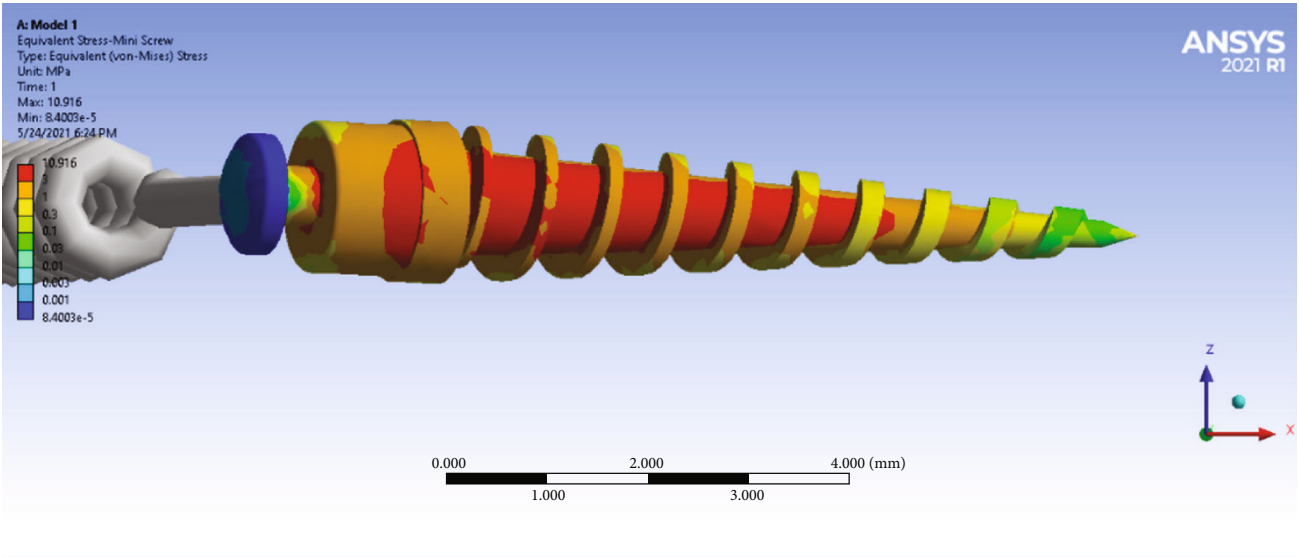 A: Model 1
Equivalent Stress-Mini Screw
Type: Equivalent (von-Mises) Stress
Unit: MPa
Time: 1
Max: 10.916
Min: 8.4003e-5
5/24/2021 6:24 PM
10.916
3
1
0.3
0.1
0.03
0.01
0.003
0.001
8.4003e-5
ANSYS
2021 R1
Z
X
0.000 2.000 4.000 (mm)
1.000 3.000